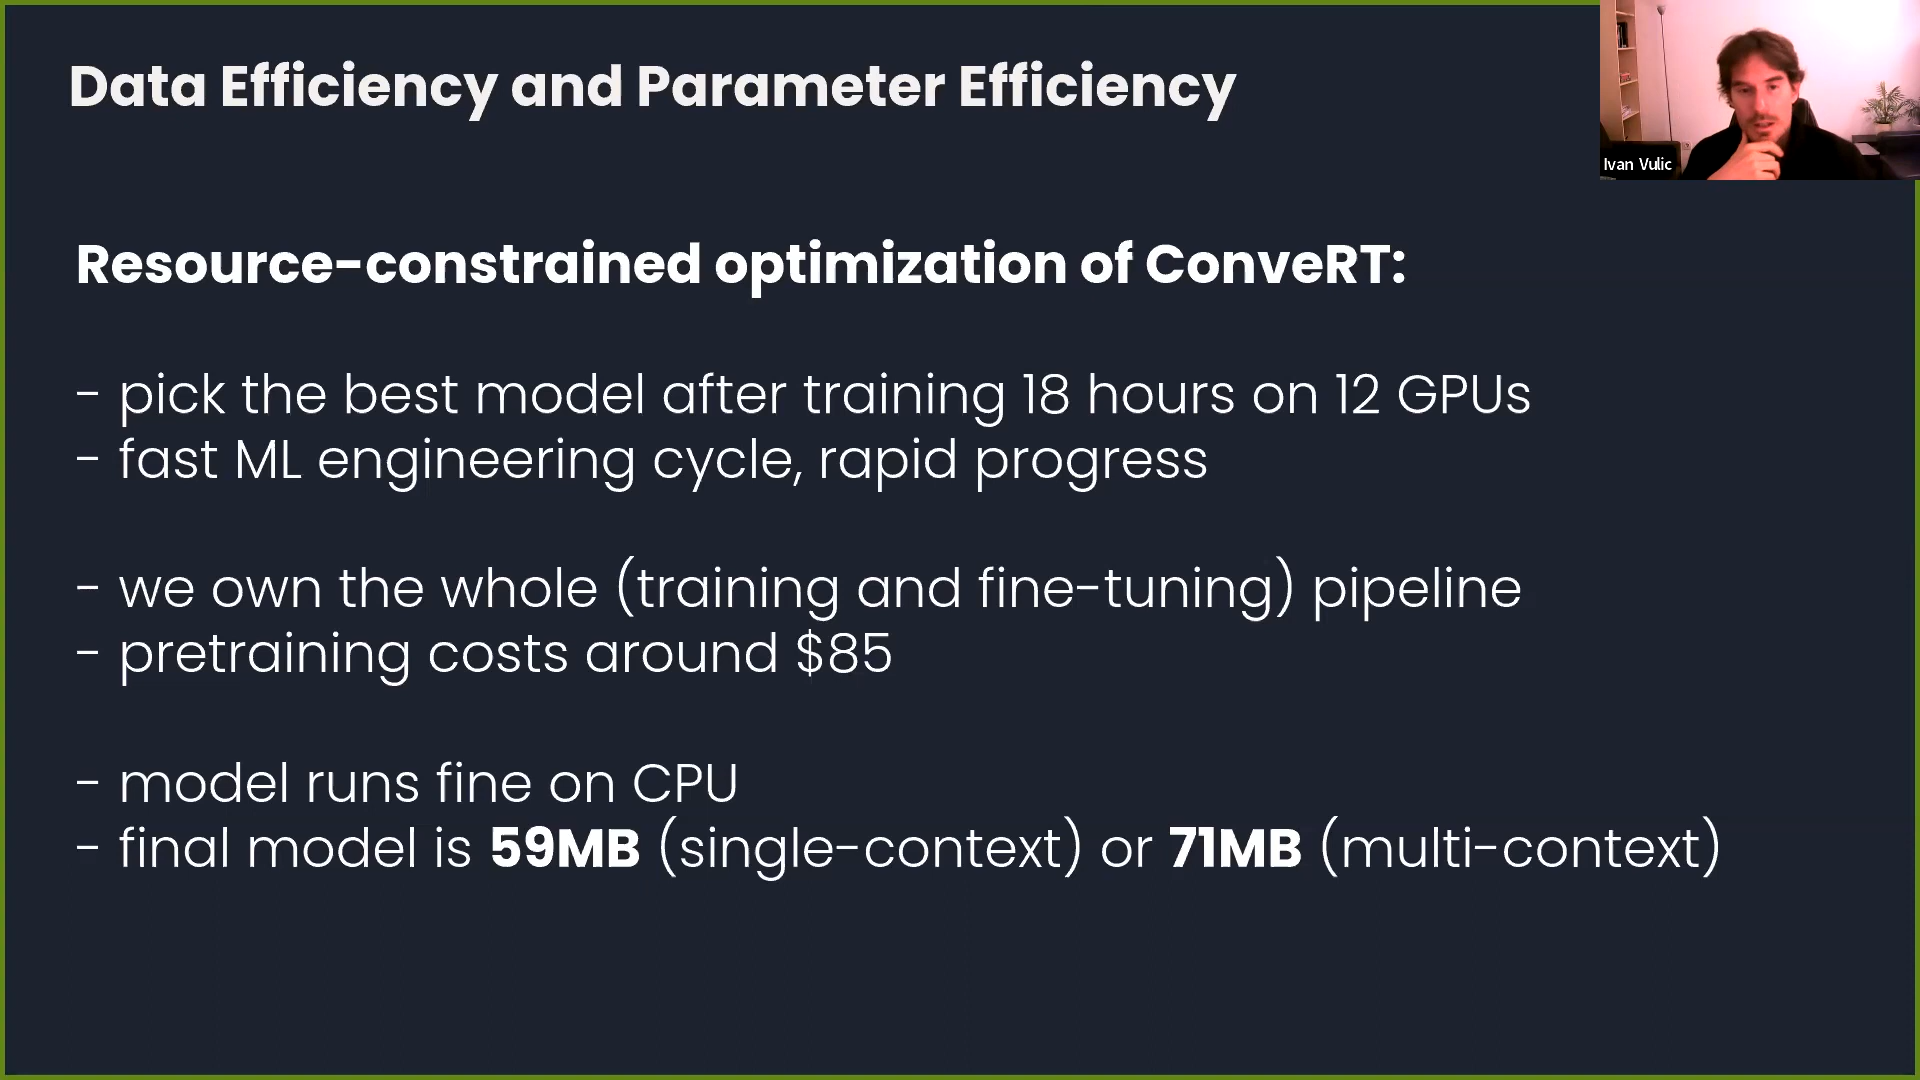 Data Efficiency and Parameter Efficiency
Ivan Vulic
Resource-constrained optimization of ConveRT:
- pick the best model after training 18 hours on 12 GPUs
- fast ML engineering cycle, rapid progress
- we own the whole (training and fine-tuning) pipeline
- pretraining costs around $85
- model runs fine on CPU
- final model is 59MB (single-context) or 71MB (multi-context)